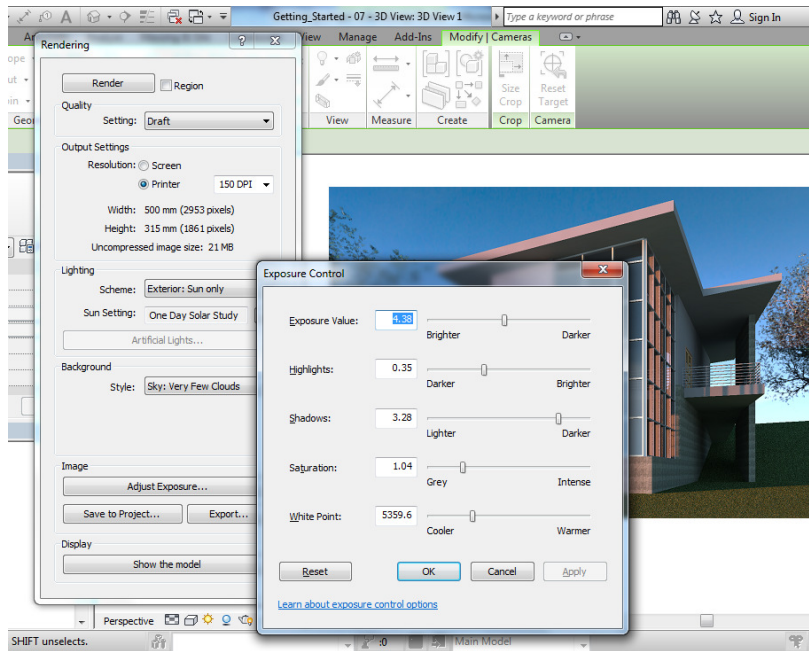 Getting_Started - 07 - 3D View: 3D View 1
Type a keyword or phrase
Sign In
View Manage Add-Ins Modify | Cameras
Size Crop
Reset Target
View Measure Create Crop Camera
Rendering
Render Region
Quality
Setting: Draft
Output Settings
Resolution: Screen
Printer 150 DPI
Width: 500 mm (2953 pixels)
Height: 315 mm (1861 pixels)
Uncompressed image size: 21 MB
Lighting
Scheme: Exterior: Sun only
Sun Setting: One Day Solar Study
Artificial Lights...
Background
Style: Sky: Very Few Clouds
Image
Adjust Exposure...
Save to Project... Export...
Display
Show the model
Exposure Control
Exposure Value: 4.38
Brighter Darker
Highlights: 0.35
Darker Brighter
Shadows: 3.28
Lighter Darker
Saturation: 1.04
Grey Intense
White Point: 5359.6
Cooler Warmer
Reset OK Cancel Apply
Learn about exposure control options
Perspective
SHIFT unselects.
:0 Main Model